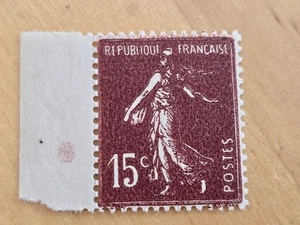 REPUBLIQUE FRANCAISE
15c
POSTES